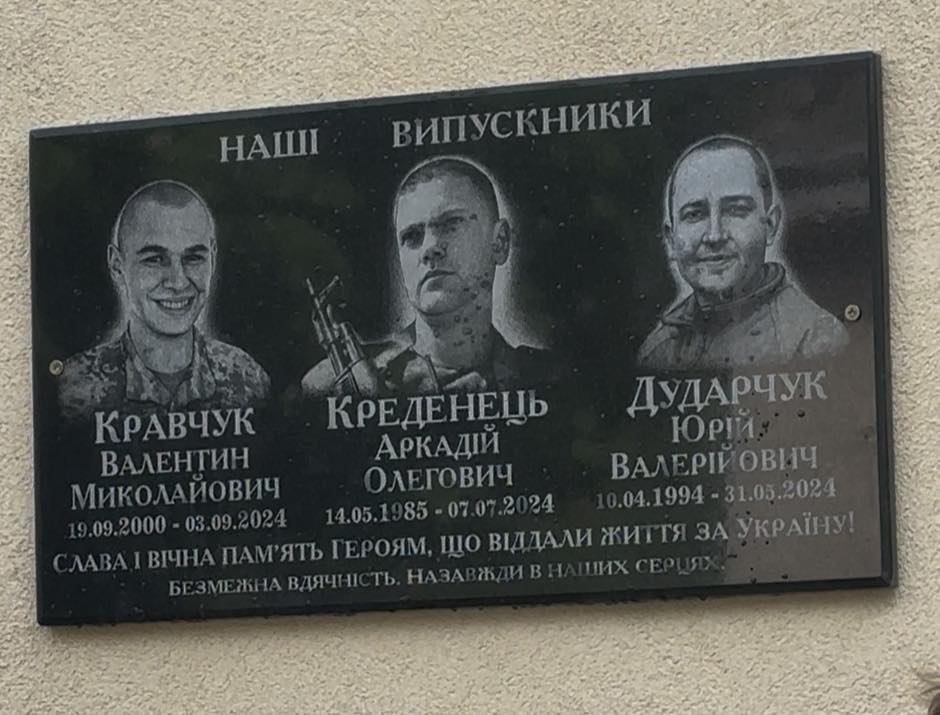 НАШІ ВИПУСКНИКИ
КРАВЧУК
ВАЛЕНТИН
МИКОЛАЙОВИЧ
19.09.2000 - 03.09.2024
КРЕДЕНЕЦЬ
АРКАДІЙ
ОЛЕГОВИЧ
14.05.1985 - 07.07.2024
ДУДАРЧУК
ЮРІЙ
ВАЛЕРІЙОВИЧ
10.04.1994 - 31.05.2024
СЛАВА І ВІЧНА ПАМ'ЯТЬ ГЕРОЯМ, ЩО ВІДДАЛИ ЖИТТЯ ЗА УКРАЇНУ!
БЕЗМЕЖНА ВДЯЧНІСТЬ. НАЗАВЖДИ В НАШИХ СЕРЦЯХ.